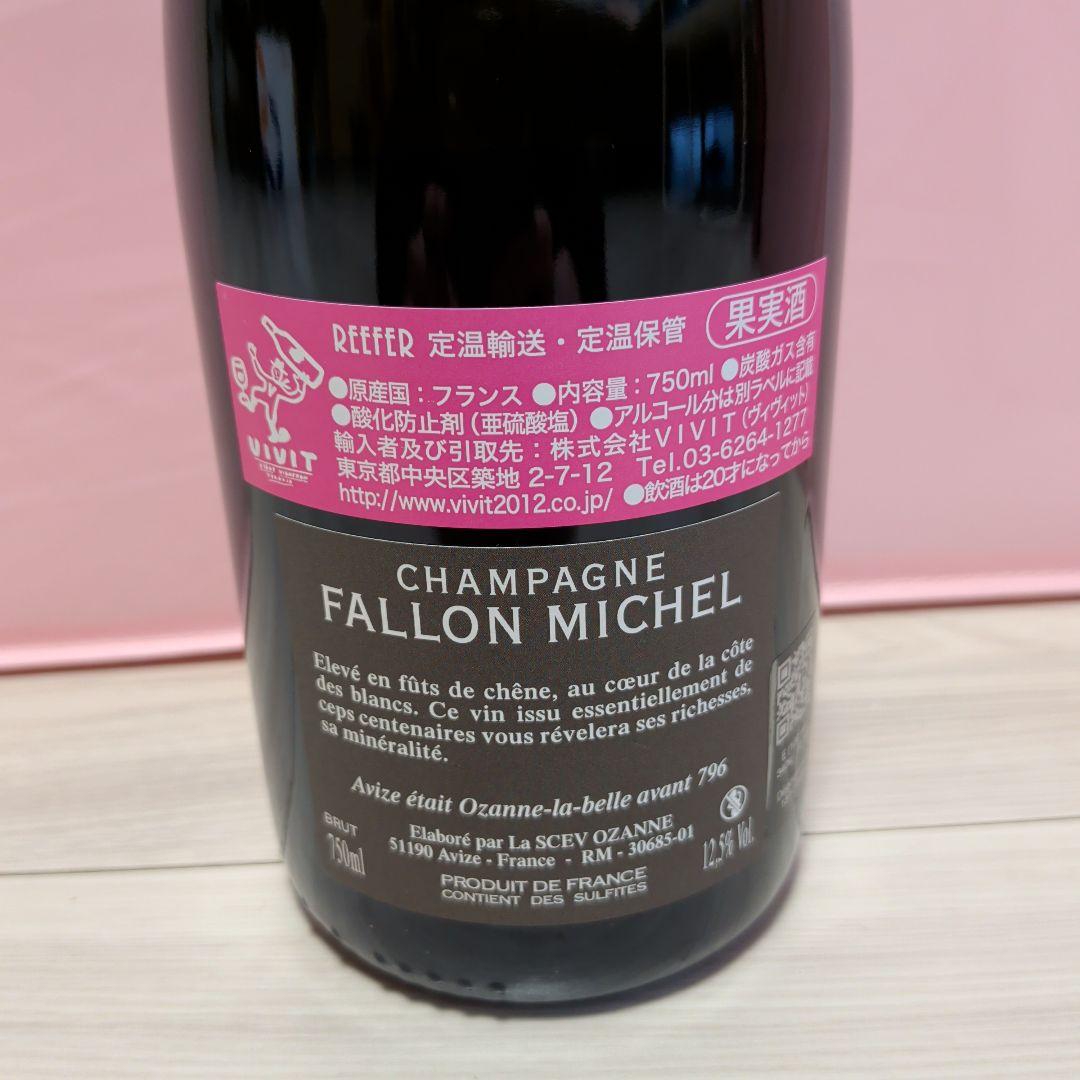 REEFER 定温輸送・定温保管 果実酒
●原産国：フランス ●内容量：750ml ●炭酸ガス含有
●酸化防止剤（亜硫酸塩） ●アルコール分は別ラベルに記載
輸入者及び引取先：株式会社VIVIT（ヴィヴィット）
東京都中央区築地 2-7-12 Tel.03-6264-1277
http://www.vivit2012.co.jp/ ●飲酒は20才になってから
VIVIT
CHAMPAGNE
FALLON MICHEL
Elevé en fûts de chêne, au cœur de la côte
des blancs. Ce vin issu essentiellement de
ceps centenaires vous révelera ses richesses,
sa minéralité.
Avize était Ozanne-la-belle avant 796
BRUT
750ml
Elaboré par La SCEV OZANNE
51190 Avize - France - RM - 30685-01
12,5% Vol.
PRODUIT DE FRANCE
CONTIENT DES SULFITES